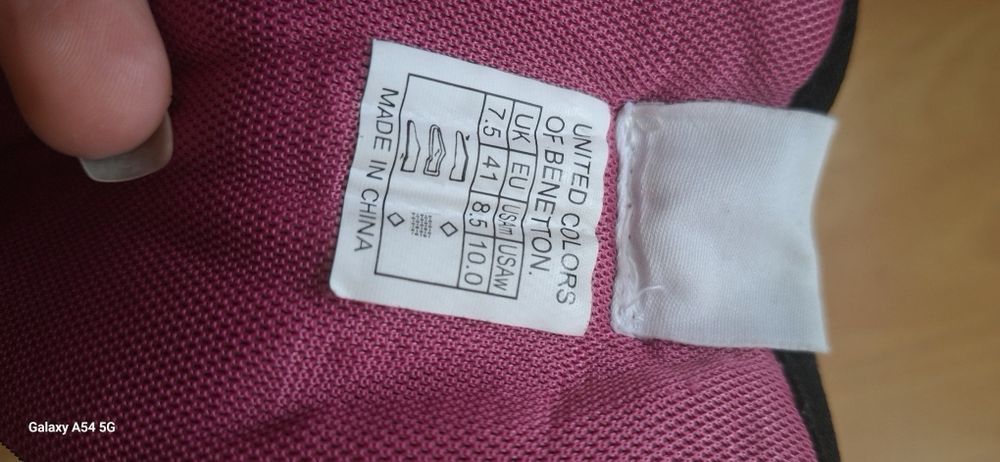 UNITED COLORS
OF BENETTON.
UK EU USAm USAw
7.5 41 8.5 10.0
MADE IN CHINA
Galaxy A54 5G